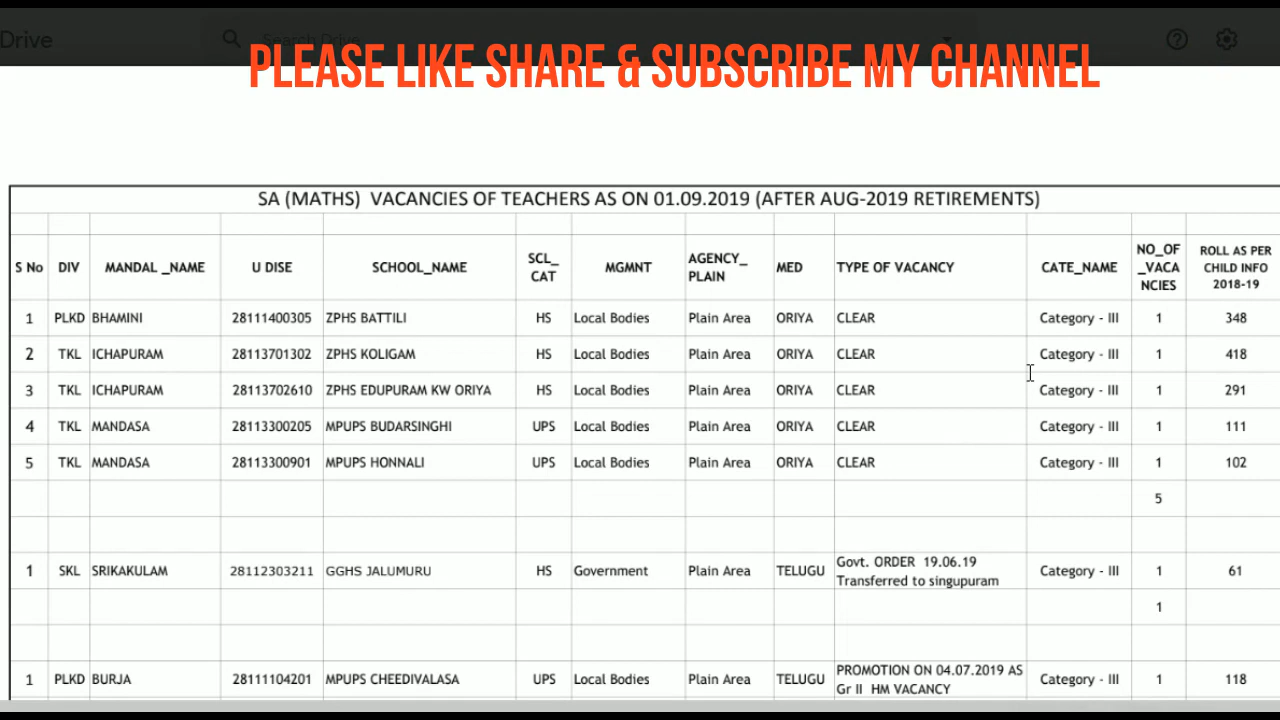 Drive
Search Drive
PLEASE LIKE SHARE & SUBSCRIBE MY CHANNEL
SA (MATHS) VACANCIES OF TEACHERS AS ON 01.09.2019 (AFTER AUG-2019 RETIREMENTS)
S No DIV MANDAL _NAME U DISE SCHOOL_NAME SCL_ CAT MGMNT AGENCY_ PLAIN MED TYPE OF VACANCY CATE_NAME NO_OF _VACA NCIES ROLL AS PER CHILD INFO 2018-19
1 PLKD BHAMINI 28111400305 ZPHS BATTILI HS Local Bodies Plain Area ORIYA CLEAR Category - III 1 348
2 TKL ICHAPURAM 28113701302 ZPHS KOLIGAM HS Local Bodies Plain Area ORIYA CLEAR Category - III 1 418
3 TKL ICHAPURAM 28113702610 ZPHS EDUPURAM KW ORIYA HS Local Bodies Plain Area ORIYA CLEAR Category - III 1 291
4 TKL MANDASA 28113300205 MPUPS BUDARSINGHI UPS Local Bodies Plain Area ORIYA CLEAR Category - III 1 111
5 TKL MANDASA 28113300901 MPUPS HONNALI UPS Local Bodies Plain Area ORIYA CLEAR Category - III 1 102
5
1 SKL SRIKAKULAM 28112303211 GGHS JALUMURU HS Government Plain Area TELUGU Govt. ORDER 19.06.19 Transferred to singupuram Category - III 1 61
1
1 PLKD BURJA 28111104201 MPUPS CHEEDIVALASA UPS Local Bodies Plain Area TELUGU PROMOTION ON 04.07.2019 AS Gr II HM VACANCY Category - III 1 118